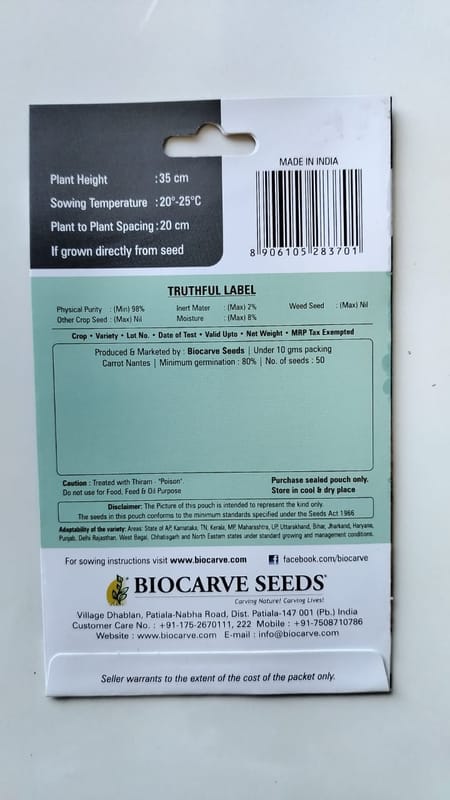 Plant Height : 35 cm
Sowing Temperature : 20°-25°C
Plant to Plant Spacing : 20 cm
If grown directly from seed
MADE IN INDIA
8 906105 283701
TRUTHFUL LABEL
Physical Purity : (Min) 98% Inert Mater : (Max) 2% Weed Seed : (Max) Nil
Other Crop Seed : (Max) Nil Moisture : (Max) 8%
Crop • Variety • Lot No. • Date of Test • Valid Upto • Net Weight • MRP Tax Exempted
Produced & Marketed by : Biocarve Seeds | Under 10 gms packing
Carrot Nantes | Minimum germination : 80% | No. of seeds : 50
Caution : Treated with Thiram - "Poison". Purchase sealed pouch only.
Do not use for Food, Feed & Oil Purpose Store in cool & dry place
Disclaimer: The Picture of this pouch is intended to represent the kind only.
The seeds in this pouch conforms to the minimum standards specified under the Seeds Act 1966
Adaptability of the variety: Areas: State of AP, Karnataka, TN, Kerala, MP, Maharashtra, UP, Uttarakhand, Bihar, Jharkand, Haryana,
Punjab, Delhi Rajasthan, West Begal, Chhatisgarh and North Eastern states under standard growing and management conditions.
For sowing instructions visit www.biocarve.com f facebook.com/biocarve
BIOCARVE SEEDS®
Carving Nature! Carving Lives!
Village Dhablan, Patiala-Nabha Road, Dist. Patiala-147 001 (Pb.) India
Customer Care No. : +91-175-2670111, 222 Mobile : +91-7508710786
Website : www.biocarve.com E-mail : info@biocarve.com
Seller warrants to the extent of the cost of the packet only.